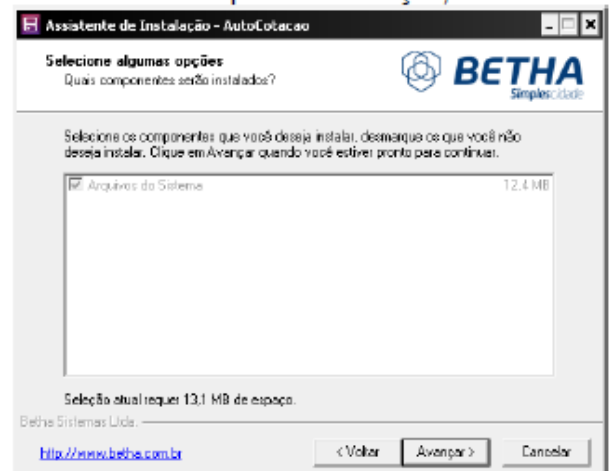 Assistente de Instalação - AutoCotacao
Selecione algumas opções
Quais componentes serão instalados?
BETHA
Simplescidade
Selecione os componentes que você deseja instalar, desmarque os que você não
deseja instalar. Clique em Avançar quando você estiver pronto para continuar.
Arquivos do Sistema 12,4 MB
Seleção atual requer 13,1 MB de espaço.
Betha Sistemas Ltda.
http://www.betha.com.br
< Voltar Avançar > Cancelar